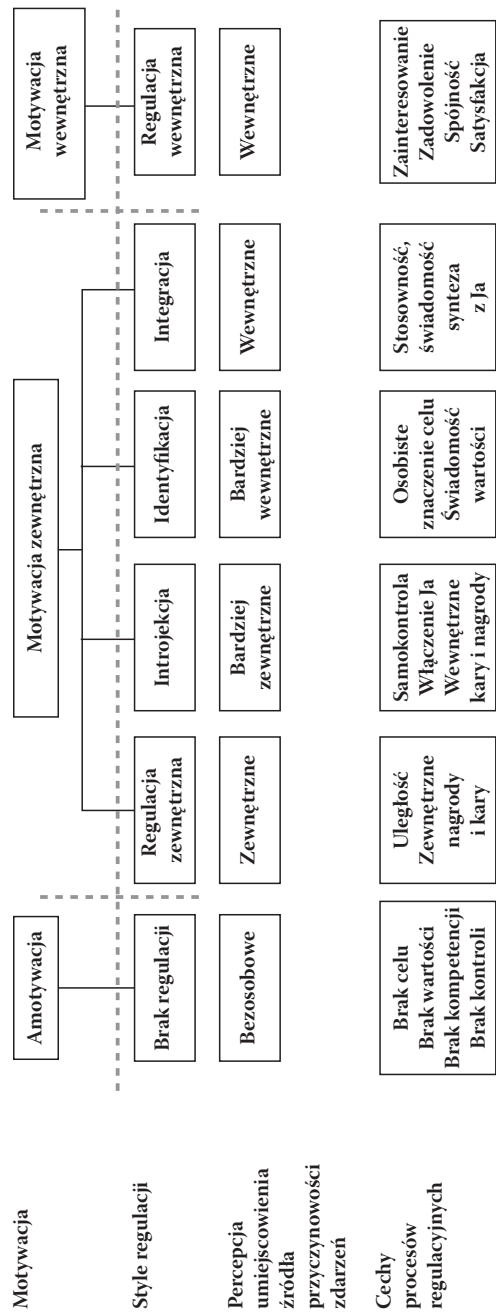 Motywacja
Amotywacja
Motywacja zewnętrzna
Motywacja
wewnętrzna
Style regulacji
Brak regulacji
Regulacja
zewnętrzna
Introjekcja
Identyfikacja
Integracja
Regulacja
wewnętrzna
Percepcja
umiejscowienia
źródła
przyczynowości
zdarzeń
Bezosobowe
Zewnętrzne
Bardziej
zewnętrzne
Bardziej
wewnętrzne
Wewnętrzne
Wewnętrzne
Cechy
procesów
regulacyjnych
Brak celu
Brak wartości
Brak kompetencji
Brak kontroli
Uległość
Zewnętrzne
nagrody
i kary
Samokontrola
Włączenie Ja
Wewnętrzne
kary i nagrody
Osobiste
znaczenie celu
Świadomość
wartości
Stosowność,
świadomość
synteza
z Ja
Zainteresowanie
Zadowolenie
Spójność
Satysfakcja